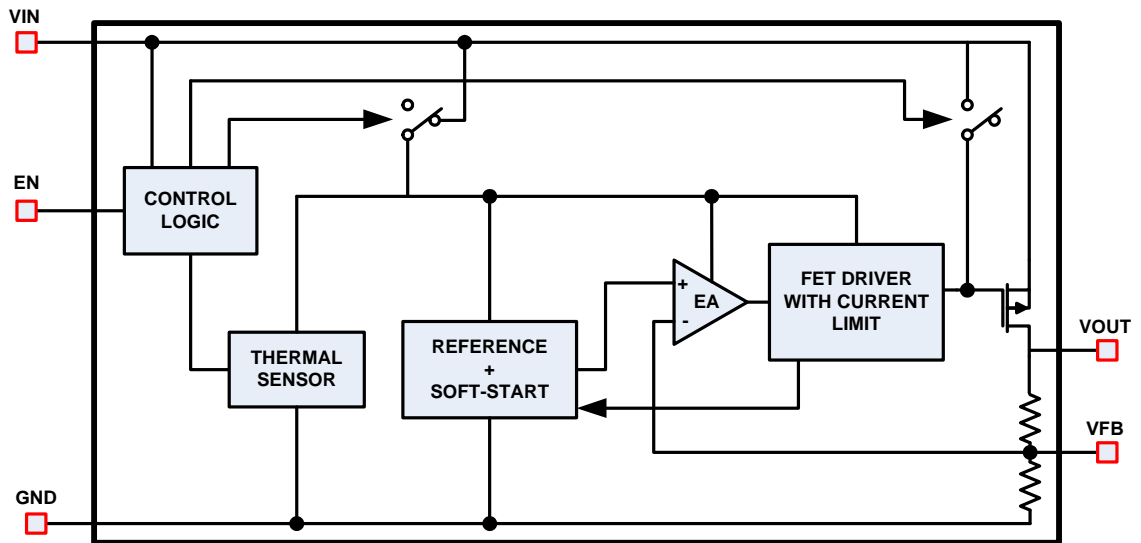 VIN
EN
CONTROL
LOGIC
THERMAL
SENSOR
REFERENCE
+
SOFT-START
+
EA
-
FET DRIVER
WITH CURRENT
LIMIT
VOUT
VFB
GND